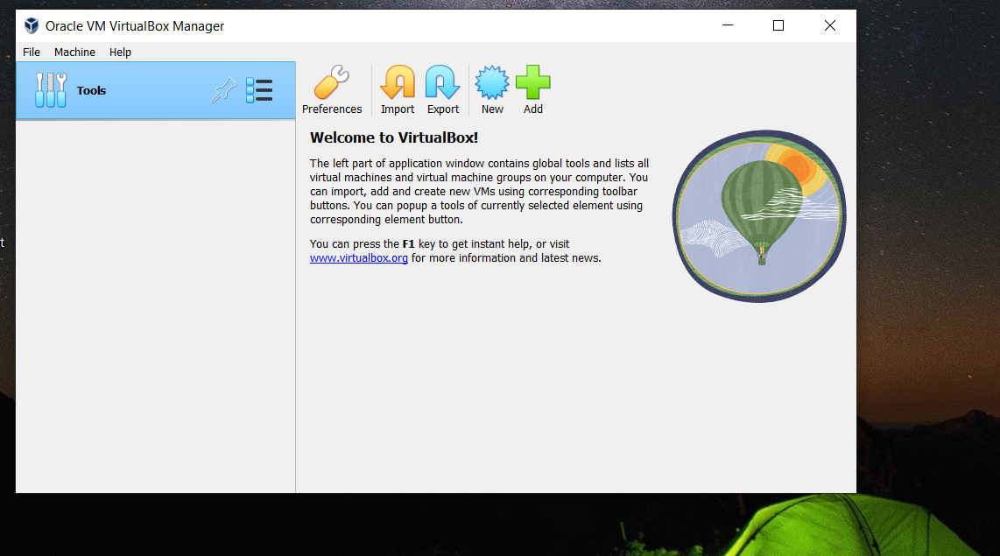 Oracle VM VirtualBox Manager
File Machine Help
Tools
Preferences Import Export New Add
Welcome to VirtualBox!
The left part of application window contains global tools and lists all
virtual machines and virtual machine groups on your computer. You
can import, add and create new VMs using corresponding toolbar
buttons. You can popup a tools of currently selected element using
corresponding element button.
You can press the F1 key to get instant help, or visit
www.virtualbox.org for more information and latest news.
t